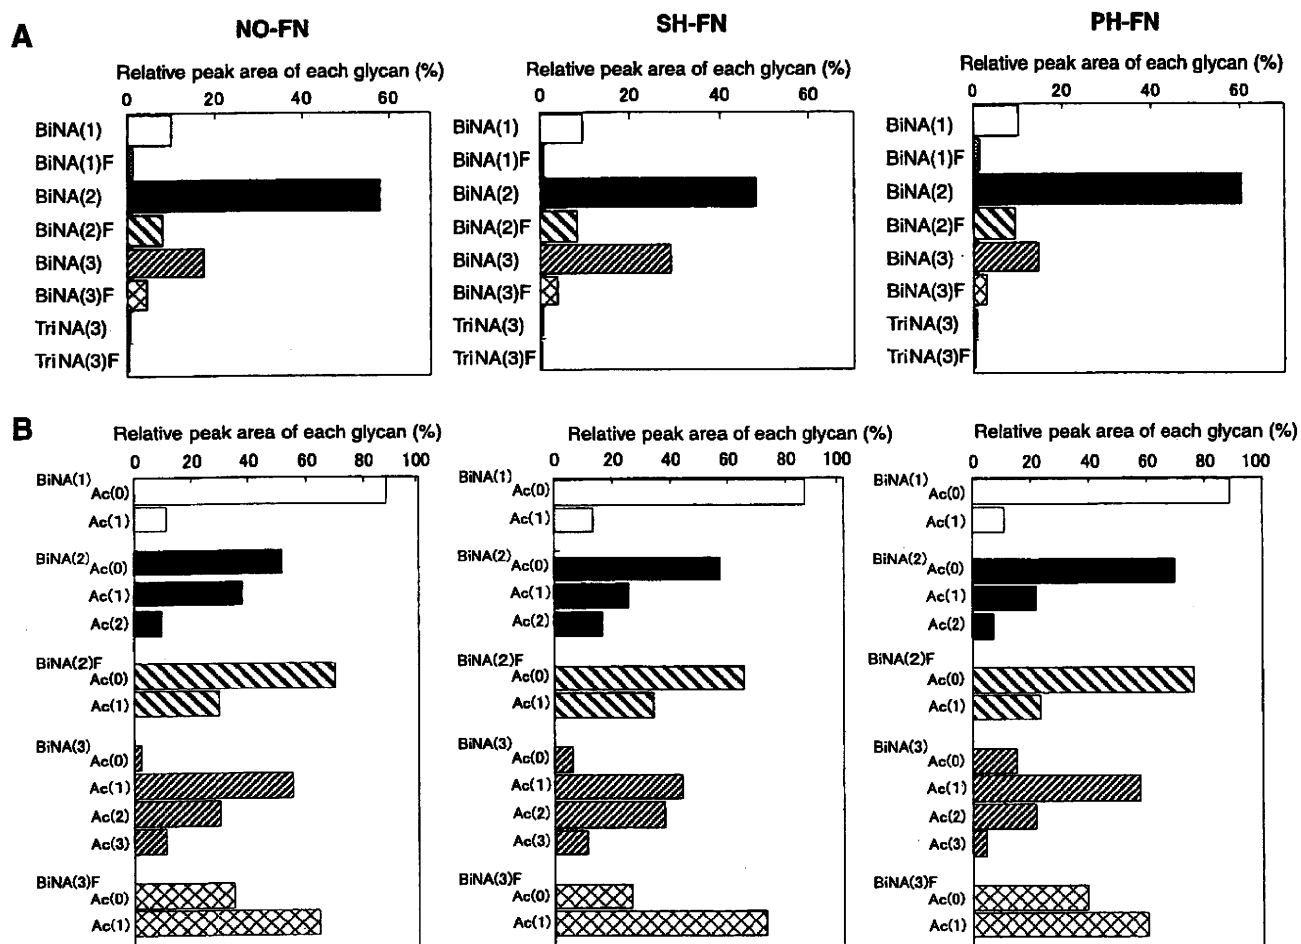 A
NO-FN
SH-FN
PH-FN
Relative peak area of each glycan (%)
0 20 40 60
BiNA(1)
BiNA(1)F
BiNA(2)
BiNA(2)F
BiNA(3)
BiNA(3)F
TriNA(3)
TriNA(3)F
Relative peak area of each glycan (%)
0 20 40 60
BiNA(1)
BiNA(1)F
BiNA(2)
BiNA(2)F
BiNA(3)
BiNA(3)F
TriNA(3)
TriNA(3)F
Relative peak area of each glycan (%)
0 20 40 60
BiNA(1)
BiNA(1)F
BiNA(2)
BiNA(2)F
BiNA(3)
BiNA(3)F
TriNA(3)
TriNA(3)F
B
Relative peak area of each glycan (%)
0 20 40 60 80 100
BiNA(1)
Ac(0)
Ac(1)
BiNA(2)
Ac(0)
Ac(1)
Ac(2)
BiNA(2)F
Ac(0)
Ac(1)
BiNA(3)
Ac(0)
Ac(1)
Ac(2)
Ac(3)
BiNA(3)F
Ac(0)
Ac(1)
Relative peak area of each glycan (%)
0 20 40 60 80 100
BiNA(1)
Ac(0)
Ac(1)
BiNA(2)
Ac(0)
Ac(1)
Ac(2)
BiNA(2)F
Ac(0)
Ac(1)
BiNA(3)
Ac(0)
Ac(1)
Ac(2)
Ac(3)
BiNA(3)F
Ac(0)
Ac(1)
Relative peak area of each glycan (%)
0 20 40 60 80 100
BiNA(1)
Ac(0)
Ac(1)
BiNA(2)
Ac(0)
Ac(1)
Ac(2)
BiNA(2)F
Ac(0)
Ac(1)
BiNA(3)
Ac(0)
Ac(1)
Ac(2)
Ac(3)
BiNA(3)F
Ac(0)
Ac(1)